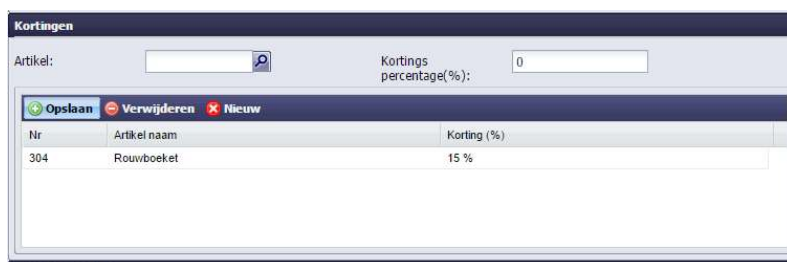 Kortingen
Artikel: Kortings percentage(%): 0
Opslaan Verwijderen Nieuw
Nr Artikel naam Korting (%)
304 Rouwboeket 15 %